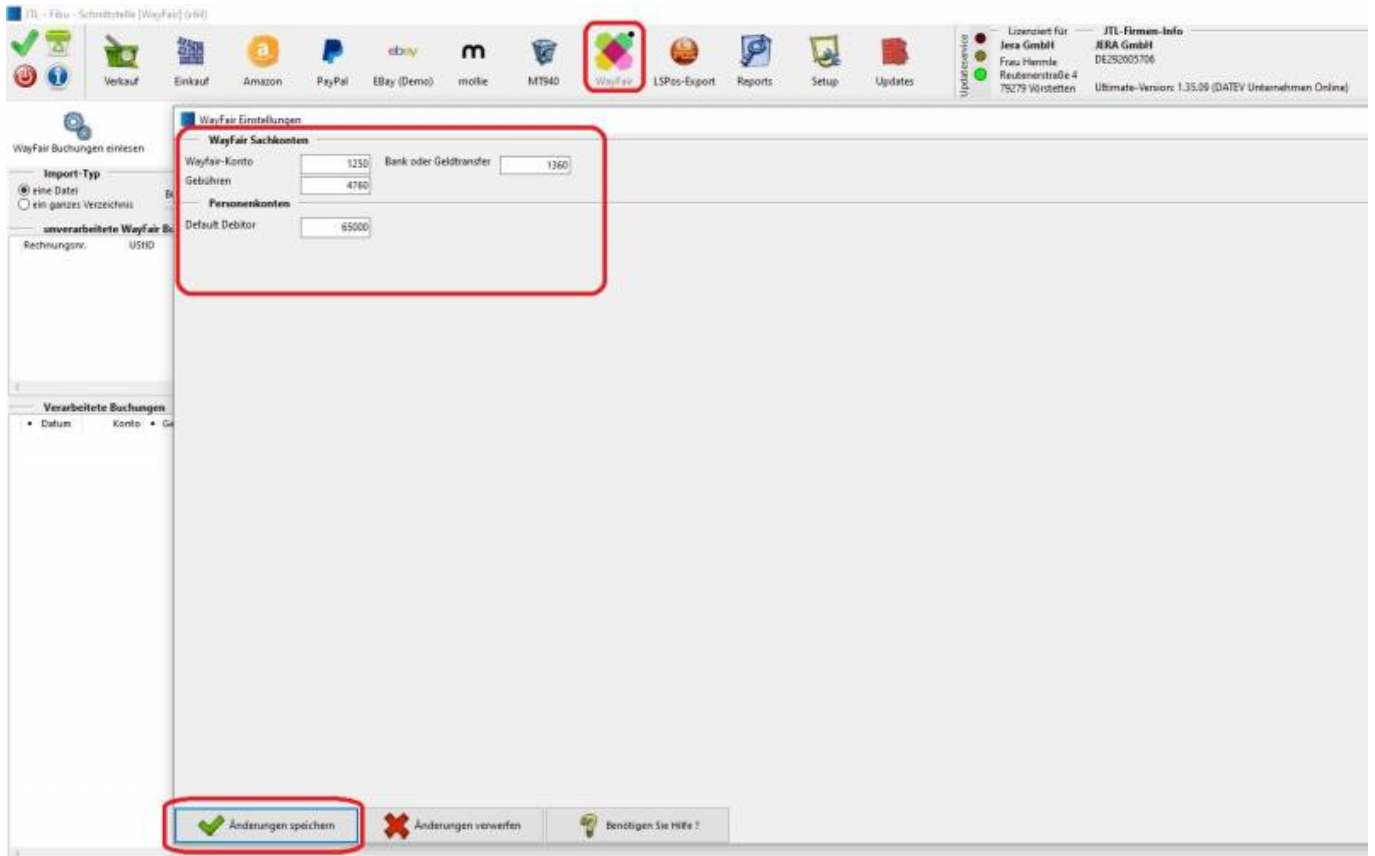 JTL - Fibu - Schnittstelle [WayFair] (x64)
Verkauf
Einkauf
Amazon
PayPal
ebay
EBay (Demo)
m
mollie
MT940
WayFair
LSPos-Export
Reports
Setup
Updates
Updateservice
Lizensiert für
Jera GmbH
Frau Hermle
Reutenerstraße 4
79279 Vörstetten
JTL-Firmen-Info
JERA GmbH
DE292605706
Ultimate-Version: 1.35.09 (DATEV Unternehmen Online)
WayFair Buchungen einlesen
Import-Typ
eine Datei
ein ganzes Verzeichnis
unverarbeitete WayFair
Rechnungsnr. UStID
Verarbeitete Buchungen
Datum Konto
WayFair Einstellungen
WayFair Sachkonten
Wayfair-Konto 1250 Bank oder Geldtransfer 1360
Gebühren 4760
Personenkonten
Default Debitor 65000
Änderungen speichern
Änderungen verwerfen
Benötigen Sie Hilfe ?